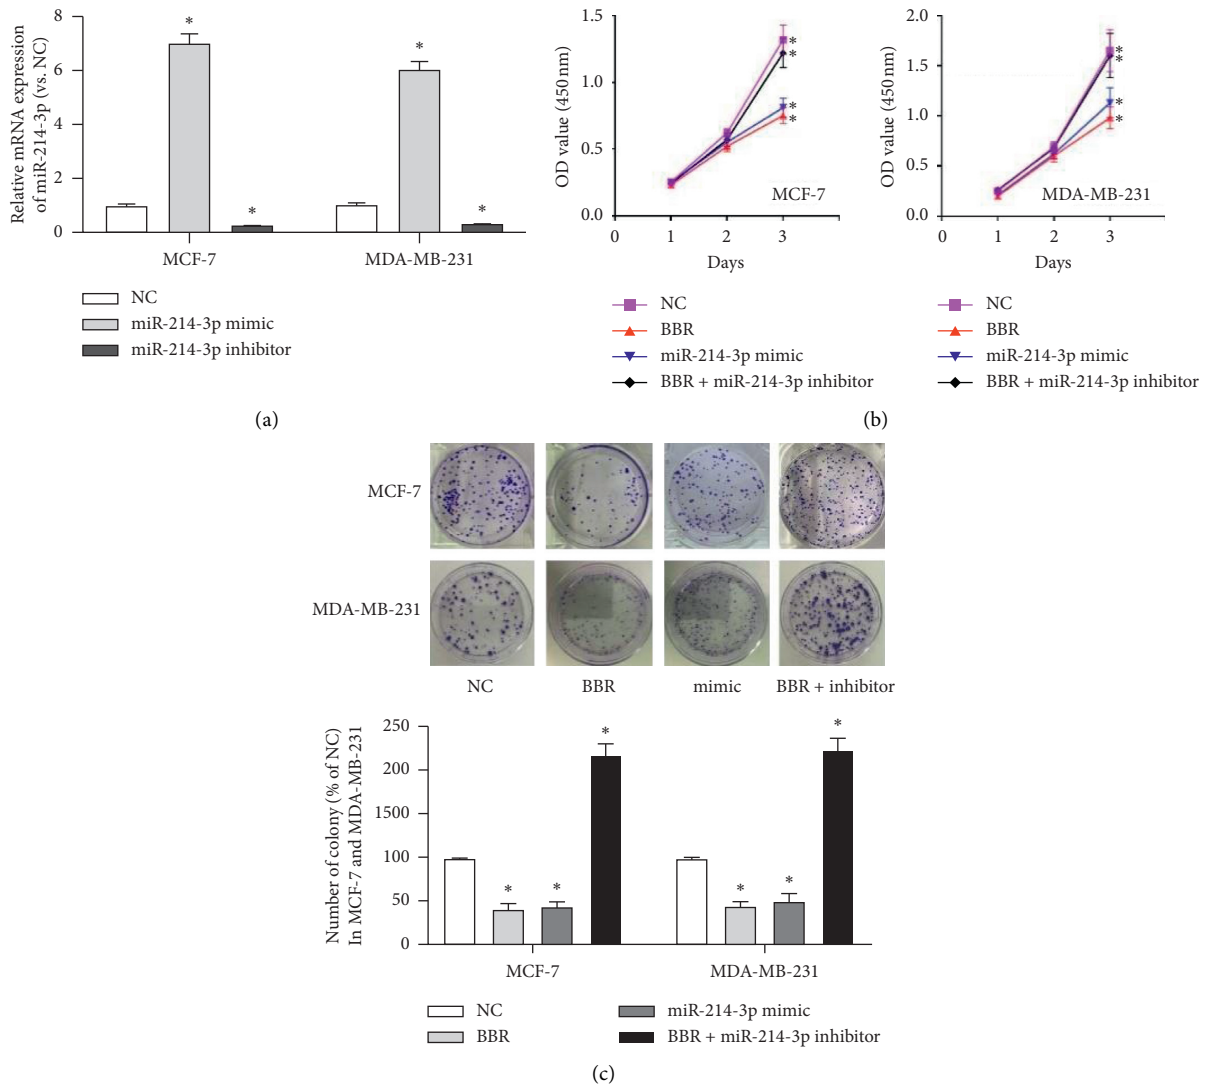 Relative mRNA expression
of miR-214-3p (vs. NC)
8
6
4
2
0
*
*
*
*
MCF-7
MDA-MB-231
NC
miR-214-3p mimic
miR-214-3p inhibitor
(a)
OD value (450 nm)
1.5
1.0
0.5
0.0
0
1
2
3
Days
*
*
*
*
MCF-7
NC
BBR
miR-214-3p mimic
BBR + miR-214-3p inhibitor
OD value (450 nm)
2.0
1.5
1.0
0.5
0.0
0
1
2
3
Days
*
*
*
*
MDA-MB-231
NC
BBR
miR-214-3p mimic
BBR + miR-214-3p inhibitor
(b)
MCF-7
MDA-MB-231
NC
BBR
mimic
BBR + inhibitor
Number of colony (% of NC)
In MCF-7 and MDA-MB-231
250
200
1500
100
50
0
*
*
*
*
*
*
MCF-7
MDA-MB-231
NC
BBR
miR-214-3p mimic
BBR + miR-214-3p inhibitor
(c)